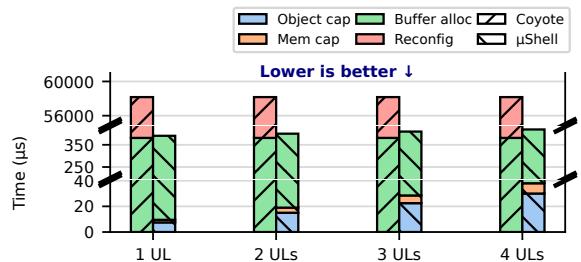 Object cap Buffer alloc Coyote
Mem cap Reconfig µShell
Lower is better ↓
60000
56000
350
250
40
20
0
Time (µs)
1 UL 2 ULs 3 ULs 4 ULs